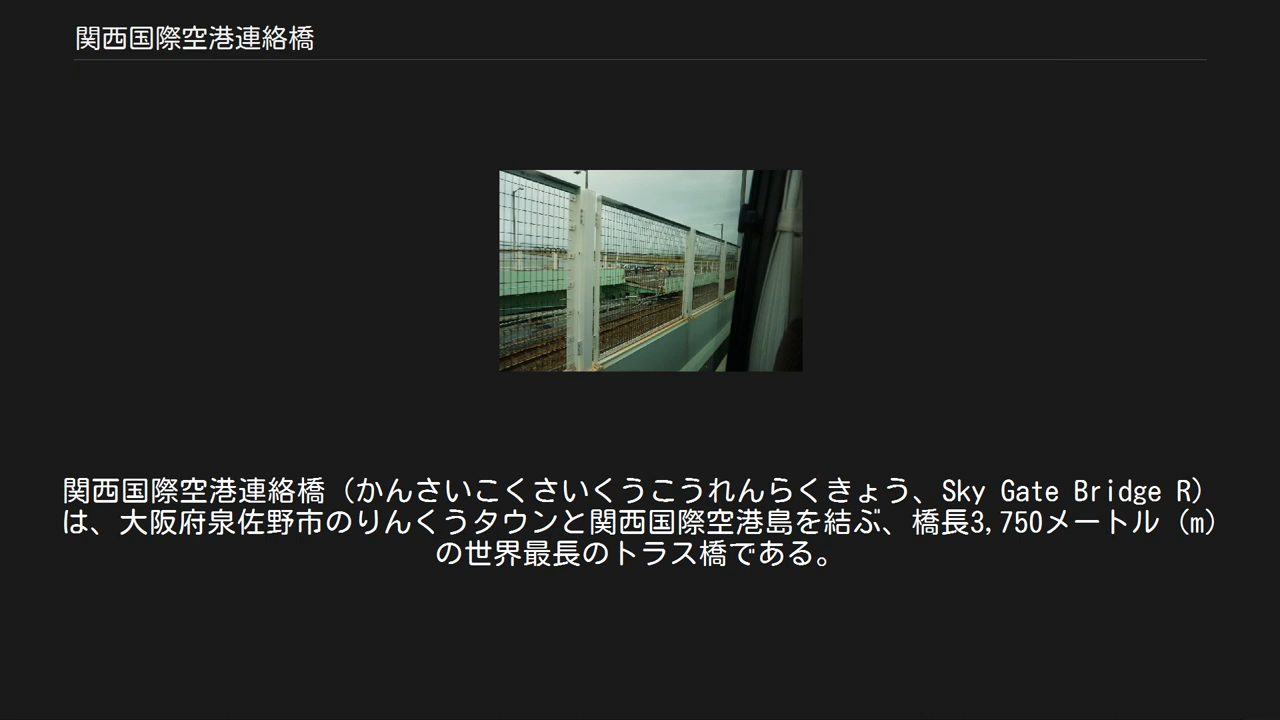 関西国際空港連絡橋
関西国際空港連絡橋（かんさいこくさいくうこうれんらくきょう、Sky Gate Bridge R）
は、大阪府泉佐野市のりんくうタウンと関西国際空港島を結ぶ、橋長3,750メートル（m）
の世界最長のトラス橋である。